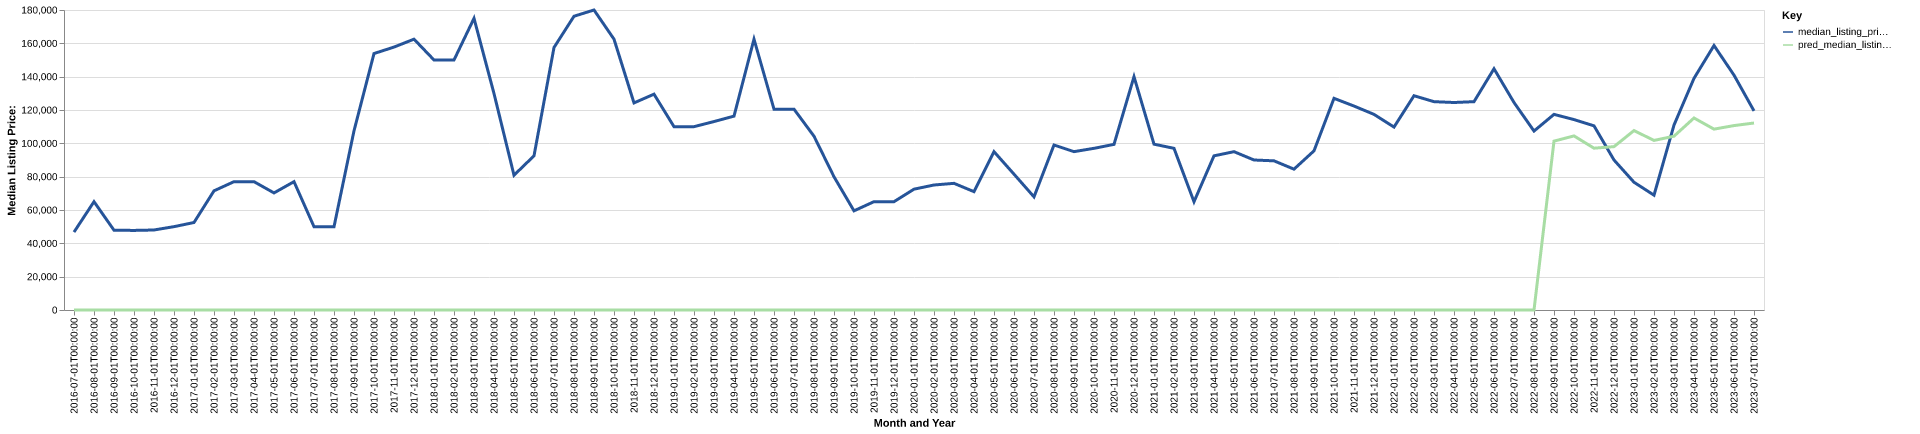 Key
median_listing_pri…
pred_median_listin…
Median Listing Price:
180,000
160,000
140,000
120,000
100,000
80,000
60,000
40,000
20,000
0
2016-07-01T00:00:00
2016-08-01T00:00:00
2016-09-01T00:00:00
2016-10-01T00:00:00
2016-11-01T00:00:00
2016-12-01T00:00:00
2017-01-01T00:00:00
2017-02-01T00:00:00
2017-03-01T00:00:00
2017-04-01T00:00:00
2017-05-01T00:00:00
2017-06-01T00:00:00
2017-07-01T00:00:00
2017-08-01T00:00:00
2017-09-01T00:00:00
2017-10-01T00:00:00
2017-11-01T00:00:00
2017-12-01T00:00:00
2018-01-01T00:00:00
2018-02-01T00:00:00
2018-03-01T00:00:00
2018-04-01T00:00:00
2018-05-01T00:00:00
2018-06-01T00:00:00
2018-07-01T00:00:00
2018-08-01T00:00:00
2018-09-01T00:00:00
2018-10-01T00:00:00
2018-11-01T00:00:00
2018-12-01T00:00:00
2019-01-01T00:00:00
2019-02-01T00:00:00
2019-03-01T00:00:00
2019-04-01T00:00:00
2019-05-01T00:00:00
2019-06-01T00:00:00
2019-07-01T00:00:00
2019-08-01T00:00:00
2019-09-01T00:00:00
2019-10-01T00:00:00
2019-11-01T00:00:00
2019-12-01T00:00:00
2020-01-01T00:00:00
2020-02-01T00:00:00
2020-03-01T00:00:00
2020-04-01T00:00:00
2020-05-01T00:00:00
2020-06-01T00:00:00
2020-07-01T00:00:00
2020-08-01T00:00:00
2020-09-01T00:00:00
2020-10-01T00:00:00
2020-11-01T00:00:00
2020-12-01T00:00:00
2021-01-01T00:00:00
2021-02-01T00:00:00
2021-03-01T00:00:00
2021-04-01T00:00:00
2021-05-01T00:00:00
2021-06-01T00:00:00
2021-07-01T00:00:00
2021-08-01T00:00:00
2021-09-01T00:00:00
2021-10-01T00:00:00
2021-11-01T00:00:00
2021-12-01T00:00:00
2022-01-01T00:00:00
2022-02-01T00:00:00
2022-03-01T00:00:00
2022-04-01T00:00:00
2022-05-01T00:00:00
2022-06-01T00:00:00
2022-07-01T00:00:00
2022-08-01T00:00:00
2022-09-01T00:00:00
2022-10-01T00:00:00
2022-11-01T00:00:00
2022-12-01T00:00:00
2023-01-01T00:00:00
2023-02-01T00:00:00
2023-03-01T00:00:00
2023-04-01T00:00:00
2023-05-01T00:00:00
2023-06-01T00:00:00
2023-07-01T00:00:00
Month and Year